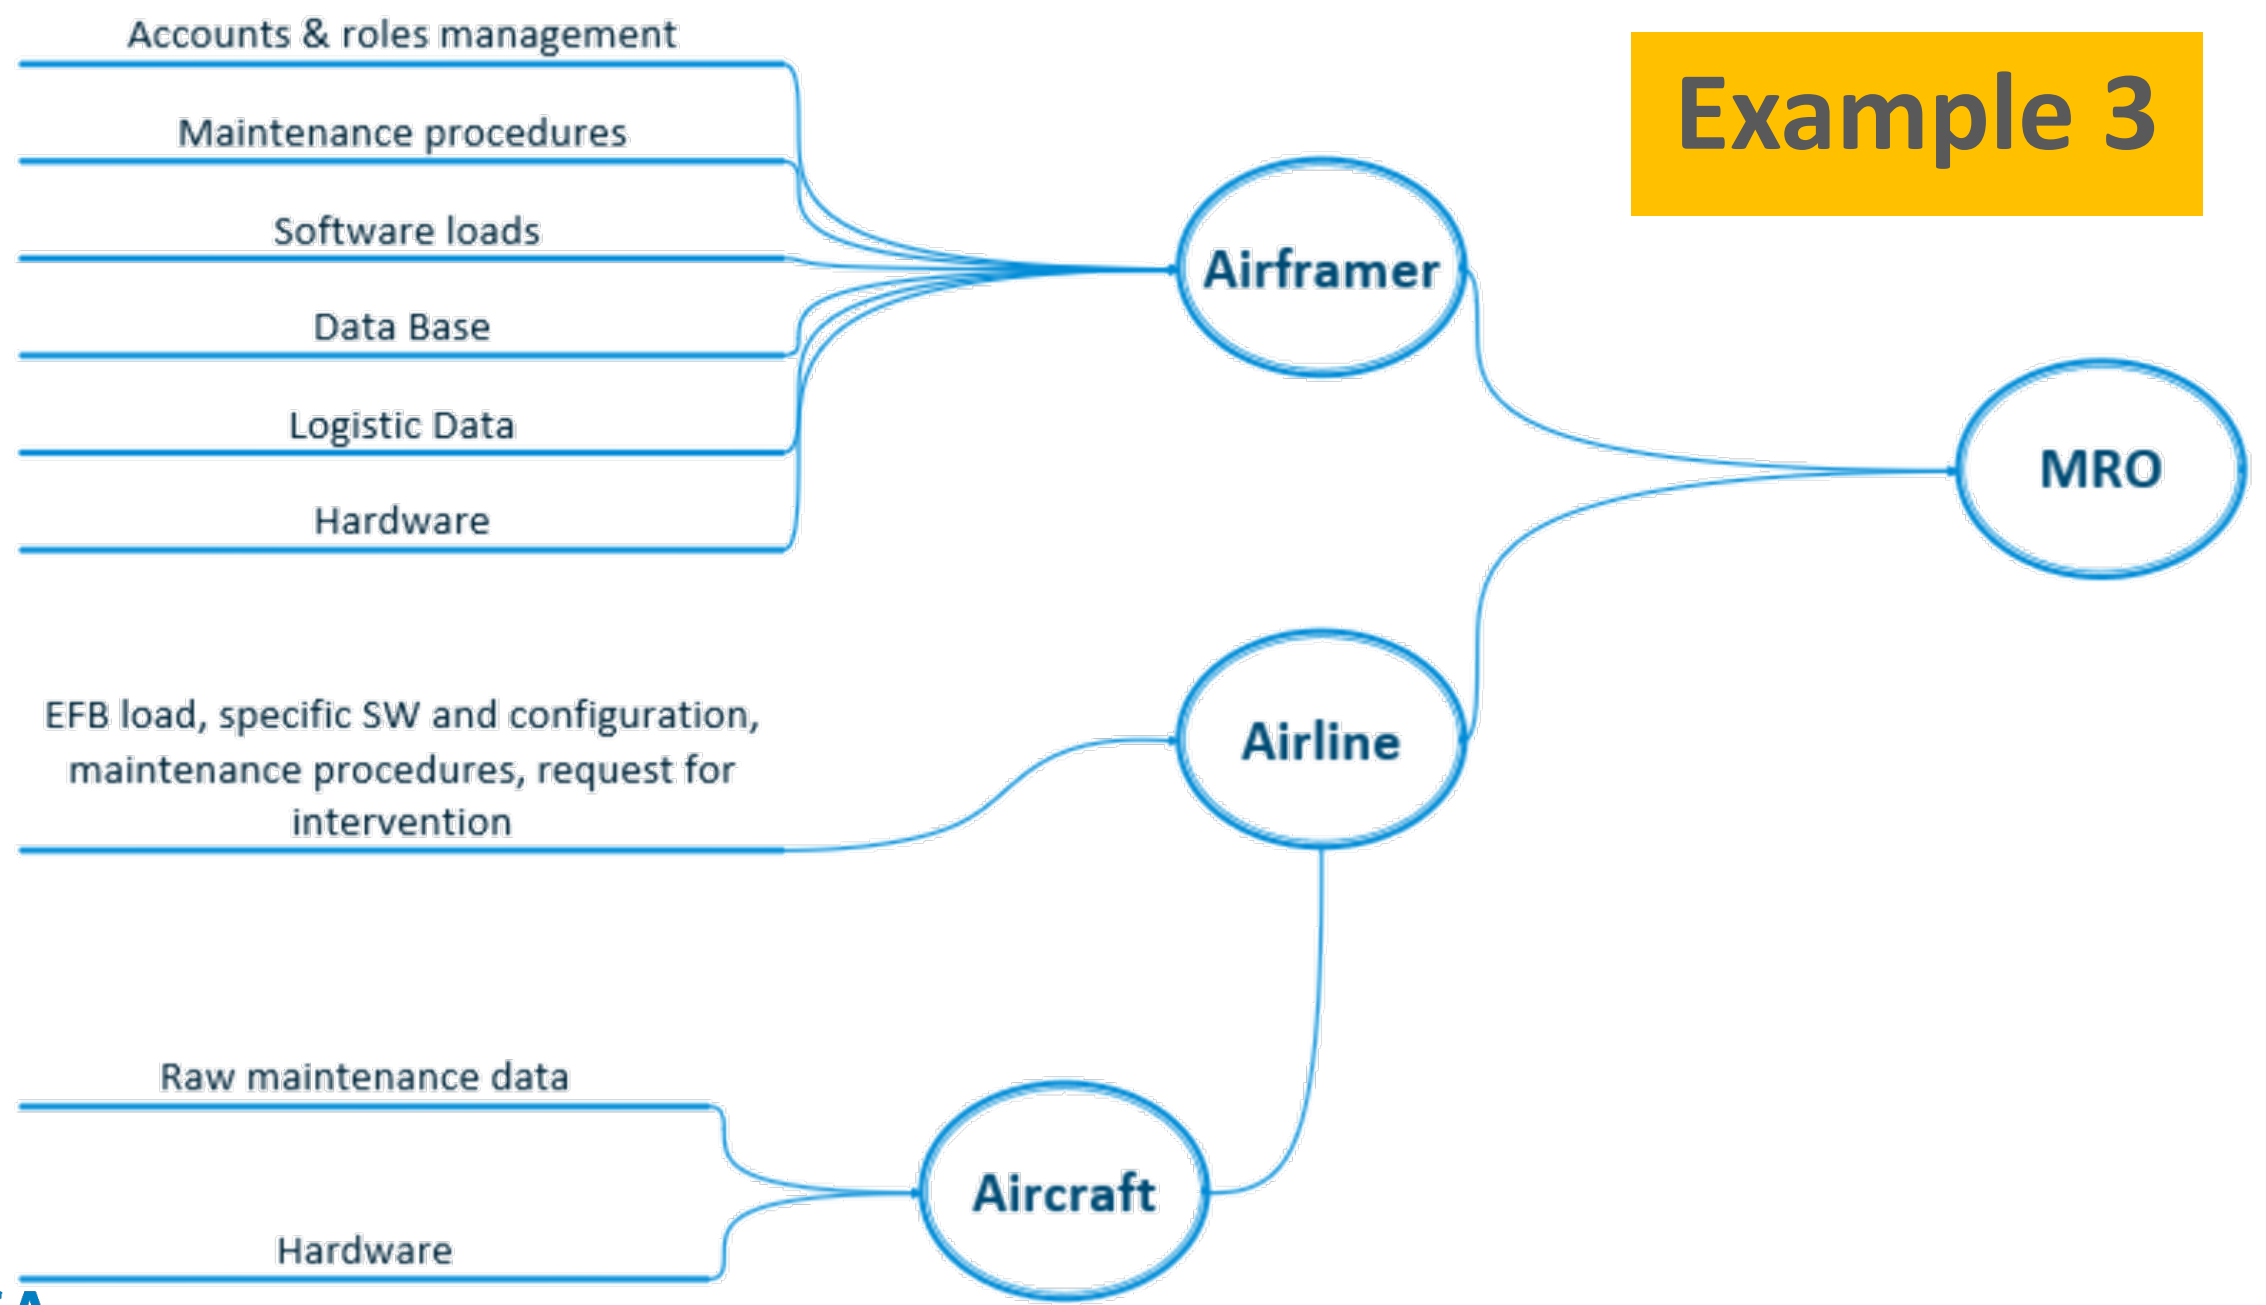 Accounts & roles management
Example 3
Maintenance procedures
Software loads
Airframer
Data Base
Logistic Data
MRO
Hardware
EFB load, specific SW and configuration,
maintenance procedures, request for
intervention
Airline
Raw maintenance data
Aircraft
Hardware